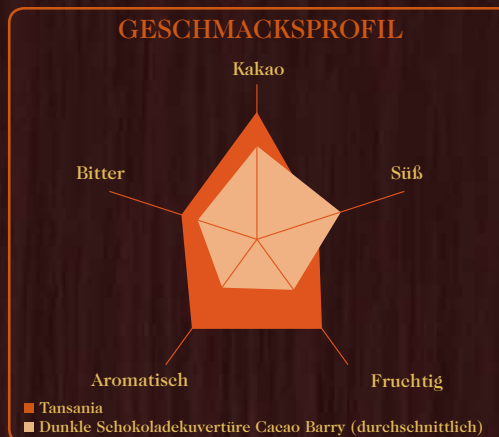 GESCHMACKSPROFIL
Kakao
Bitter
Süß
Aromatisch
Fruchtig
Tansania
Dunkle Schokoladekuvertüre Cacao Barry (durchschnittlich)